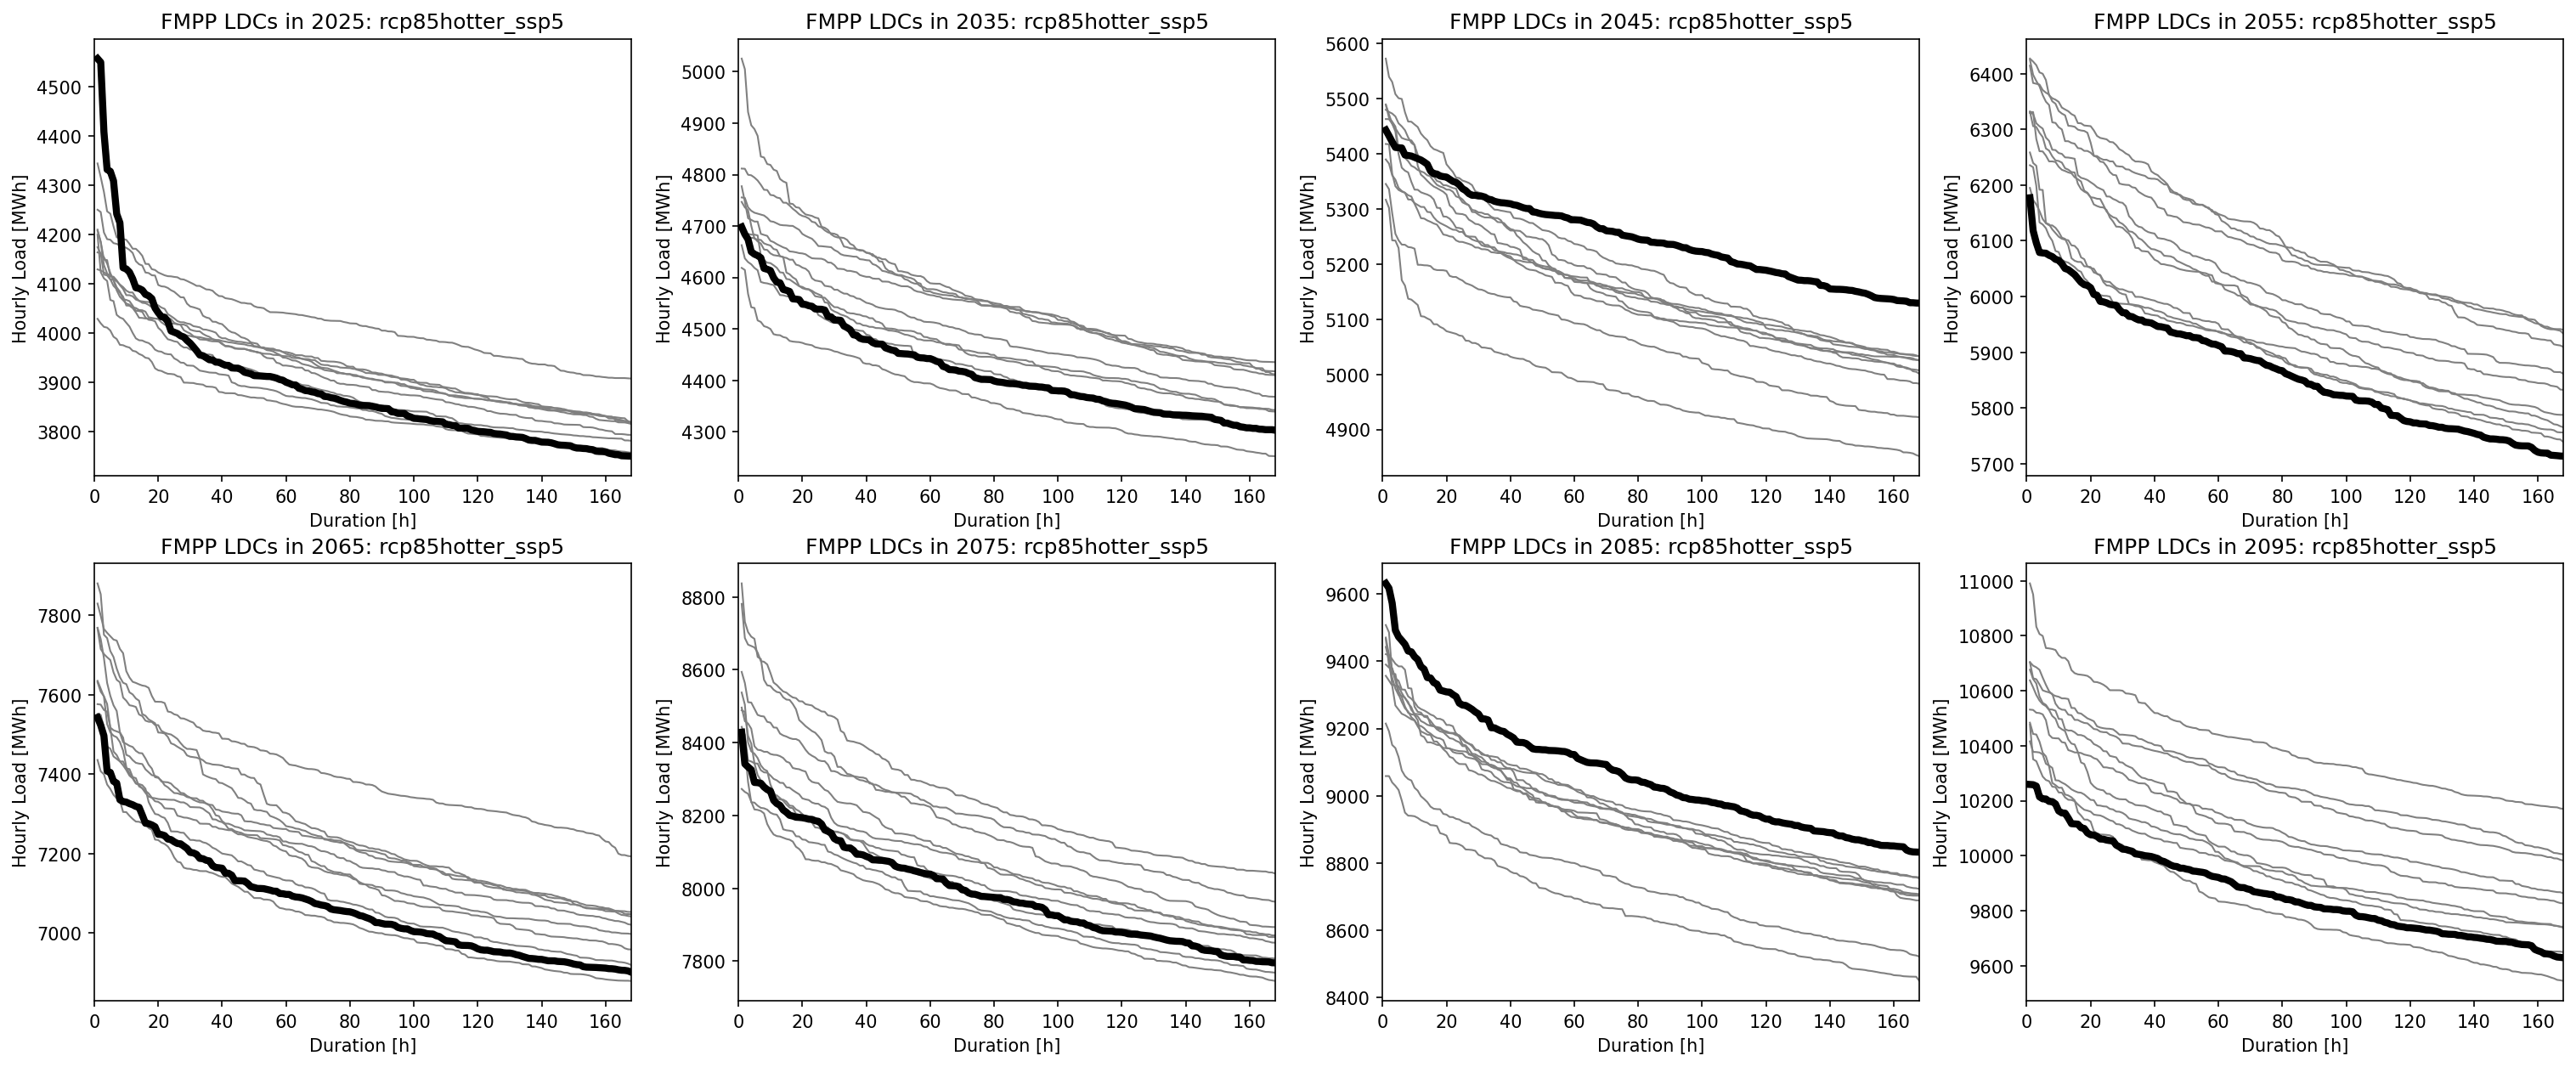 FMPP LDCs in 2025: rcp85hotter_ssp5
Hourly Load [MWh]
4500
4400
4300
4200
4100
4000
3900
3800
0 20 40 60 80 100 120 140 160
Duration [h]
FMPP LDCs in 2035: rcp85hotter_ssp5
Hourly Load [MWh]
5000
4900
4800
4700
4600
4500
4400
4300
0 20 40 60 80 100 120 140 160
Duration [h]
FMPP LDCs in 2045: rcp85hotter_ssp5
Hourly Load [MWh]
5600
5500
5400
5300
5200
5100
5000
4900
0 20 40 60 80 100 120 140 160
Duration [h]
FMPP LDCs in 2055: rcp85hotter_ssp5
Hourly Load [MWh]
6400
6300
6200
6100
6000
5900
5800
5700
0 20 40 60 80 100 120 140 160
Duration [h]
FMPP LDCs in 2065: rcp85hotter_ssp5
Hourly Load [MWh]
7800
7600
7400
7200
7000
0 20 40 60 80 100 120 140 160
Duration [h]
FMPP LDCs in 2075: rcp85hotter_ssp5
Hourly Load [MWh]
8800
8600
8400
8200
8000
7800
0 20 40 60 80 100 120 140 160
Duration [h]
FMPP LDCs in 2085: rcp85hotter_ssp5
Hourly Load [MWh]
9600
9400
9200
9000
8800
8600
8400
0 20 40 60 80 100 120 140 160
Duration [h]
FMPP LDCs in 2095: rcp85hotter_ssp5
Hourly Load [MWh]
11000
10800
10600
10400
10200
10000
9800
9600
0 20 40 60 80 100 120 140 160
Duration [h]